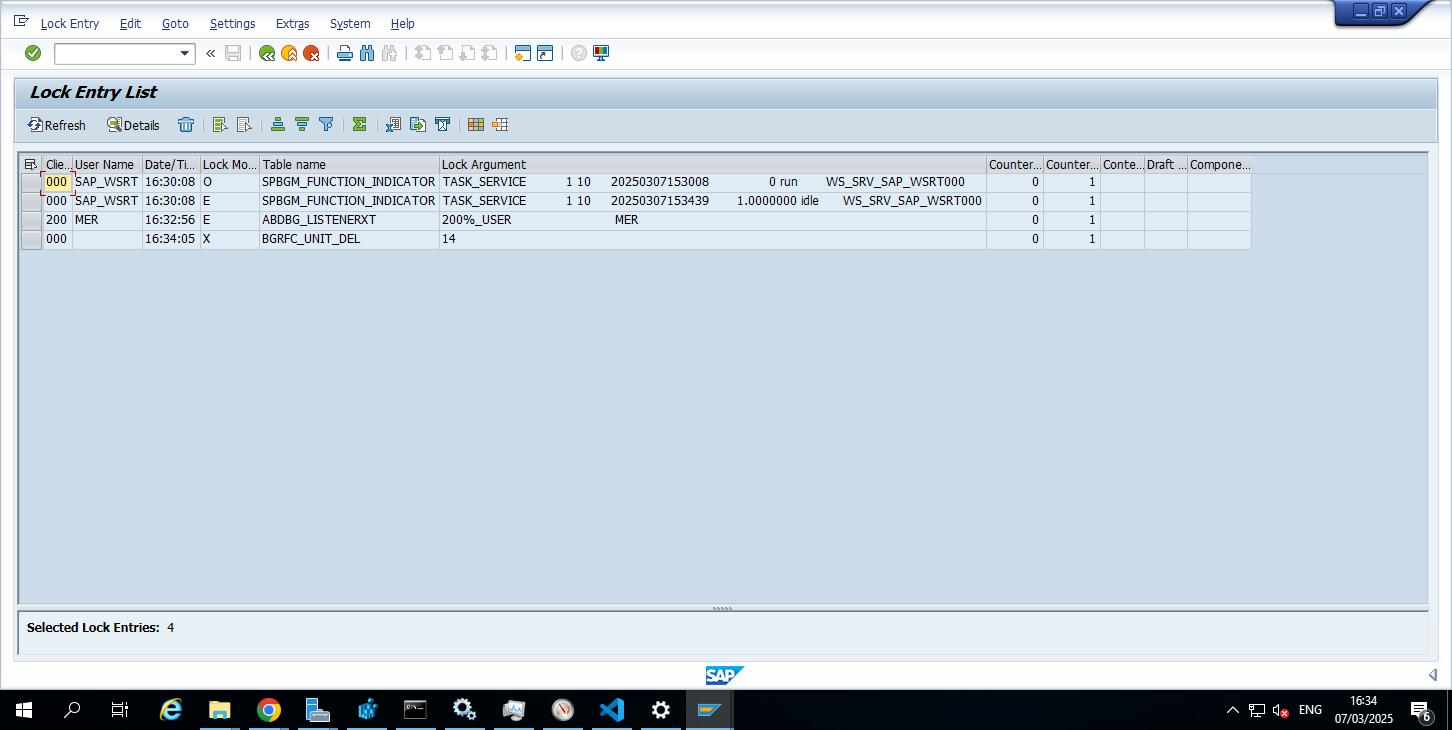 Lock Entry Edit Goto Settings Extras System Help
«
Lock Entry List
Refresh Details
Clie... User Name Date/Ti... Lock Mo... Table name Lock Argument Counter... Counter... Conte... Draft ... Compone...
000 SAP_WSRT 16:30:08 O SPBGM_FUNCTION_INDICATOR TASK_SERVICE 1 10 20250307153008 0 run WS_SRV_SAP_WSRT000 0 1
000 SAP_WSRT 16:30:08 E SPBGM_FUNCTION_INDICATOR TASK_SERVICE 1 10 20250307153439 1.0000000 idle WS_SRV_SAP_WSRT000 0 1
200 MER 16:32:56 E ABDBG_LISTENERXT 200%_USER MER 0 1
000 16:34:05 X BGRFC_UNIT_DEL 14 0 1
Selected Lock Entries: 4
SAP
ENG 16:34
07/03/2025
6